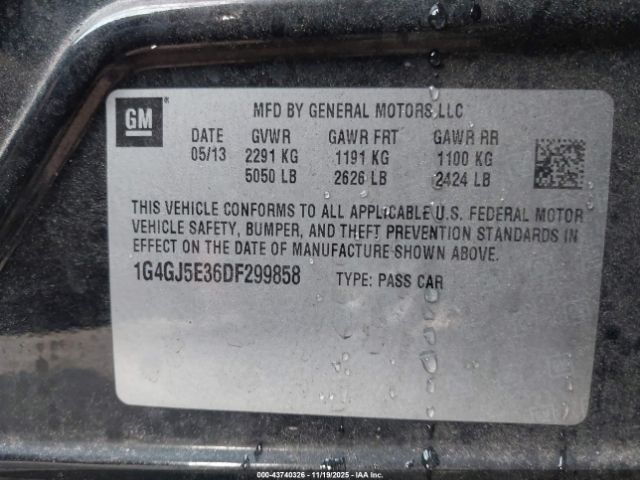 GM
MFD BY GENERAL MOTORS LLC
DATE GVWR GAWR FRT GAWR RR
05/13 2291 KG 1191 KG 1100 KG
5050 LB 2626 LB 2424 LB
THIS VEHICLE CONFORMS TO ALL APPLICABLE U.S. FEDERAL MOTOR
VEHICLE SAFETY, BUMPER, AND THEFT PREVENTION STANDARDS IN
EFFECT ON THE DATE OF MANUFACTURE SHOWN ABOVE.
1G4GJ5E36DF299858 TYPE: PASS CAR
© - 43740326 - 11/19/2025 - IAAI.COM